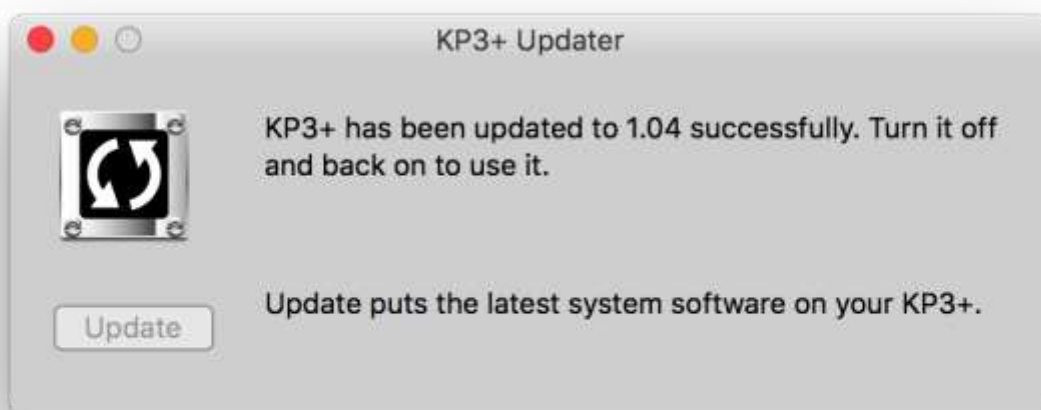 KP3+ Updater
KP3+ has been updated to 1.04 successfully. Turn it off
and back on to use it.
Update puts the latest system software on your KP3+.
Update